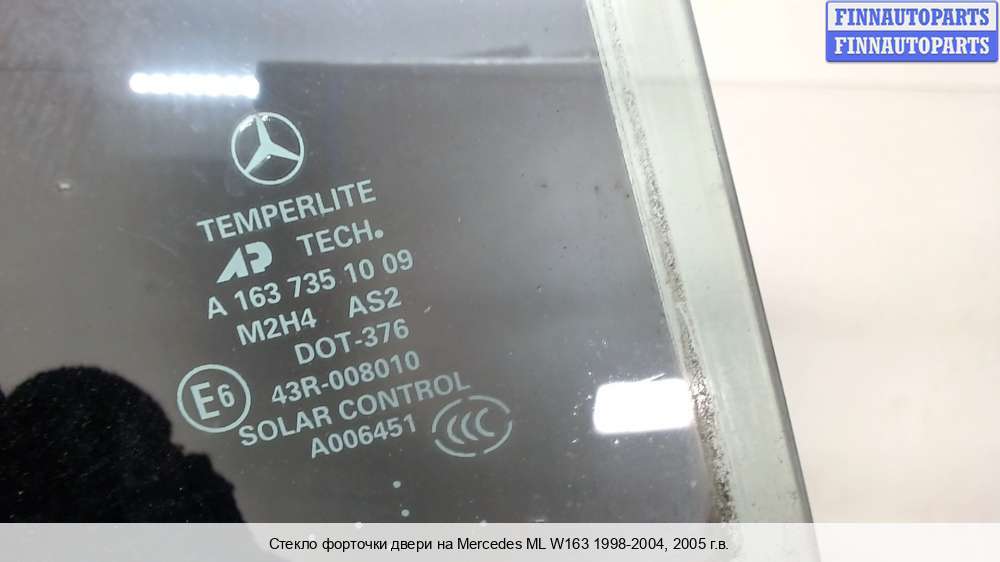 FINNAUTOPARTS
FINNAUTOPARTS
TEMPERLITE
AP TECH.
A 163 735 10 09
M2H4 AS2
DOT-376
E6 43R-008010
SOLAR CONTROL
A006451 CCC
Стекло форточки двери на Mercedes ML W163 1998-2004, 2005 г.в.